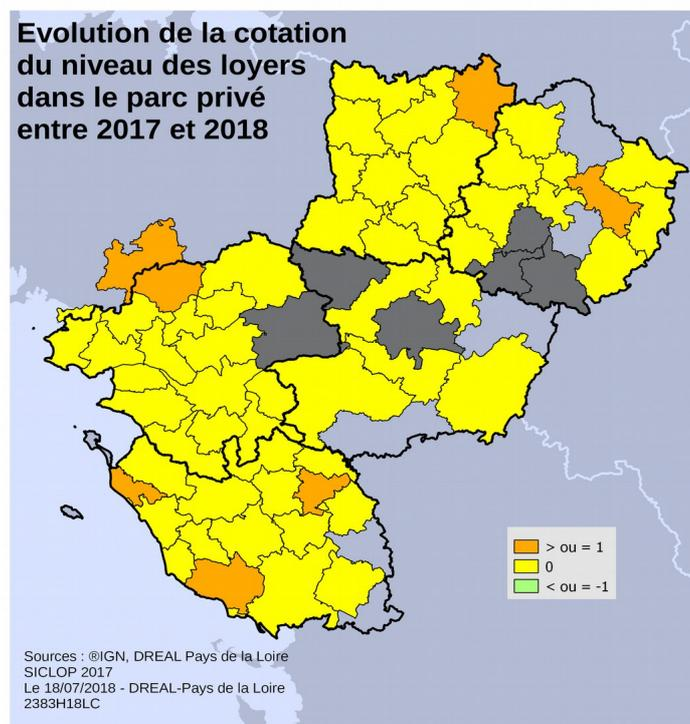 Evolution de la cotation
du niveau des loyers
dans le parc privé
entre 2017 et 2018
> ou = 1
0
< ou = -1
Sources : ®IGN, DREAL Pays de la Loire
SICLOP 2017
Le 18/07/2018 - DREAL-Pays de la Loire
2383H18LC